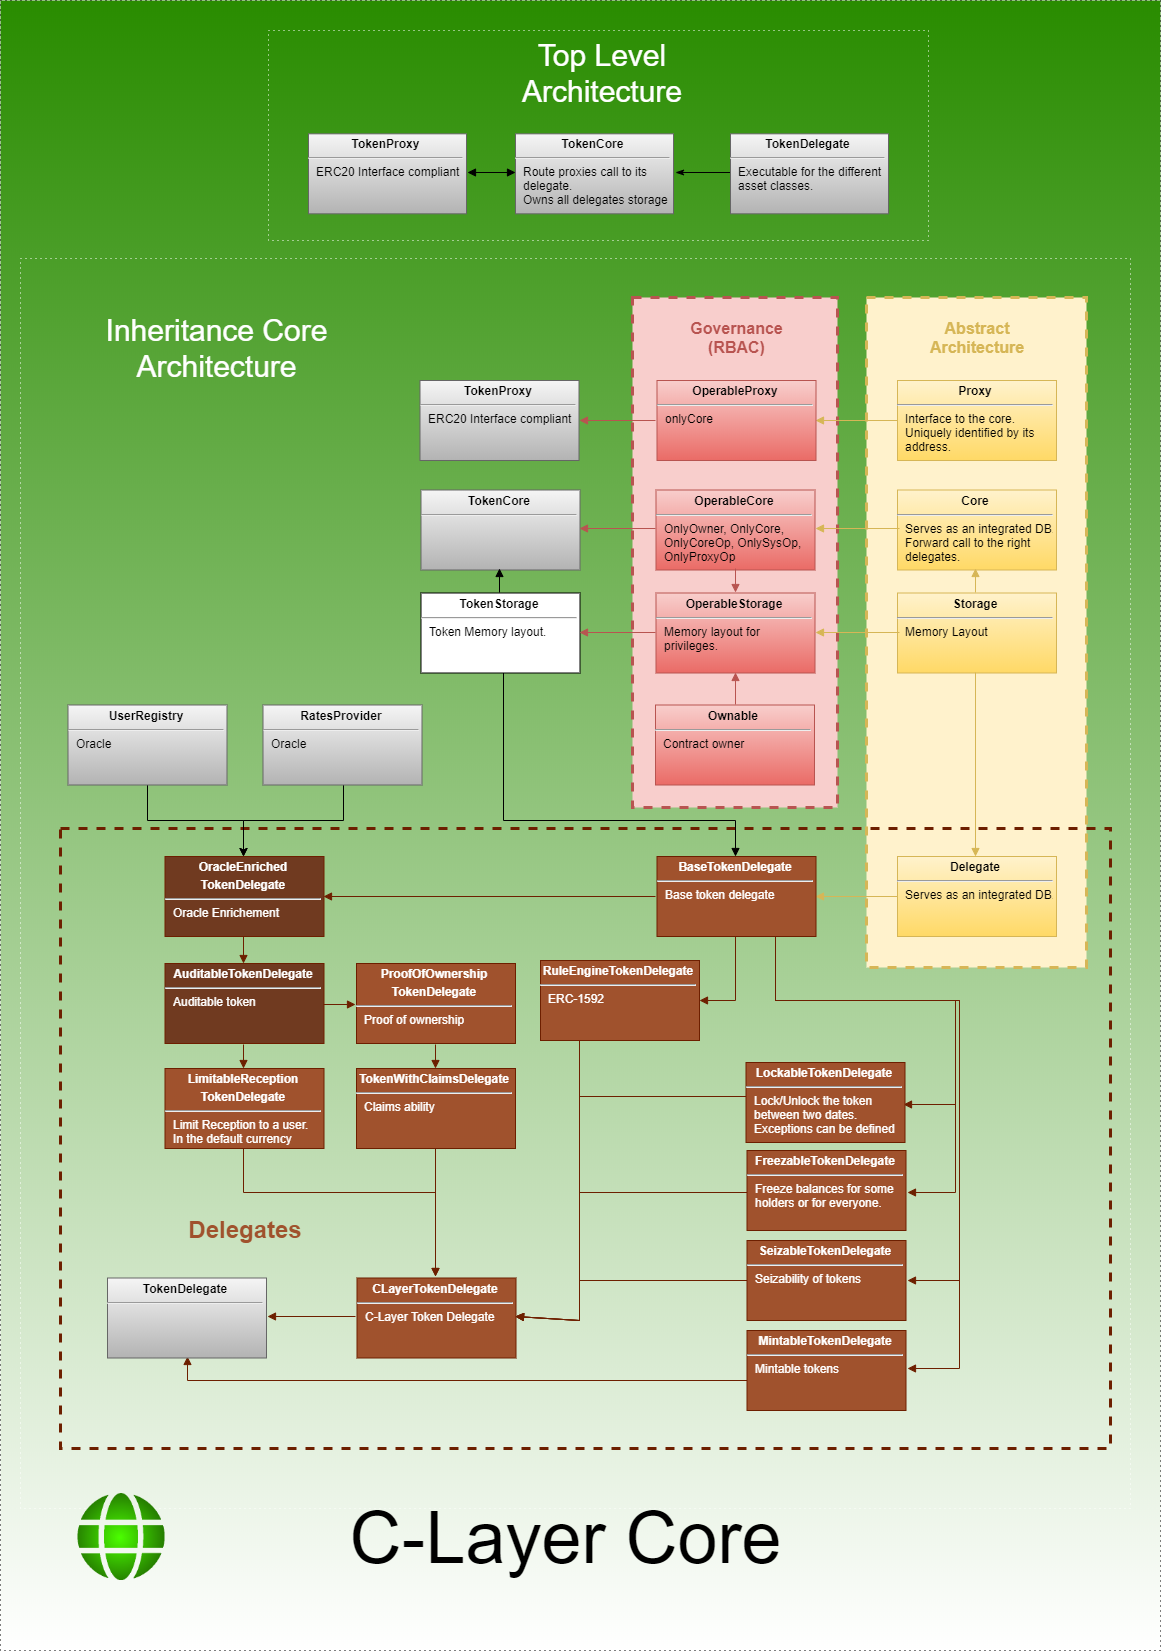 Top Level
Architecture
TokenProxy
ERC20 Interface compliant
TokenCore
Route proxies call to its
delegate.
Owns all delegates storage
TokenDelegate
Executable for the different
asset classes.
Inheritance Core
Architecture
Governance
(RBAC)
Abstract
Architecture
TokenProxy
ERC20 Interface compliant
OperableProxy
onlyCore
Proxy
Interface to the core.
Uniquely identified by its
address.
TokenCore
OperableCore
OnlyOwner, OnlyCore,
OnlyCoreOp, OnlySysOp,
OnlyProxyOp
Core
Serves as an integrated DB
Forward call to the right
delegates.
TokenStorage
Token Memory layout.
OperableStorage
Memory layout for
privileges.
Storage
Memory Layout
UserRegistry
Oracle
RatesProvider
Oracle
Ownable
Contract owner
OracleEnriched
TokenDelegate
Oracle Enrichement
BaseTokenDelegate
Base token delegate
Delegate
Serves as an integrated DB
AuditableTokenDelegate
Auditable token
ProofOfOwnership
TokenDelegate
Proof of ownership
RuleEngineTokenDelegate
ERC-1592
LimitableReception
TokenDelegate
Limit Reception to a user.
In the default currency
TokenWithClaimsDelegate
Claims ability
LockableTokenDelegate
Lock/Unlock the token
between two dates.
Exceptions can be defined
FreezableTokenDelegate
Freeze balances for some
holders or for everyone.
Delegates
SeizableTokenDelegate
Seizability of tokens
TokenDelegate
CLayerTokenDelegate
C-Layer Token Delegate
MintableTokenDelegate
Mintable tokens
C-Layer Core